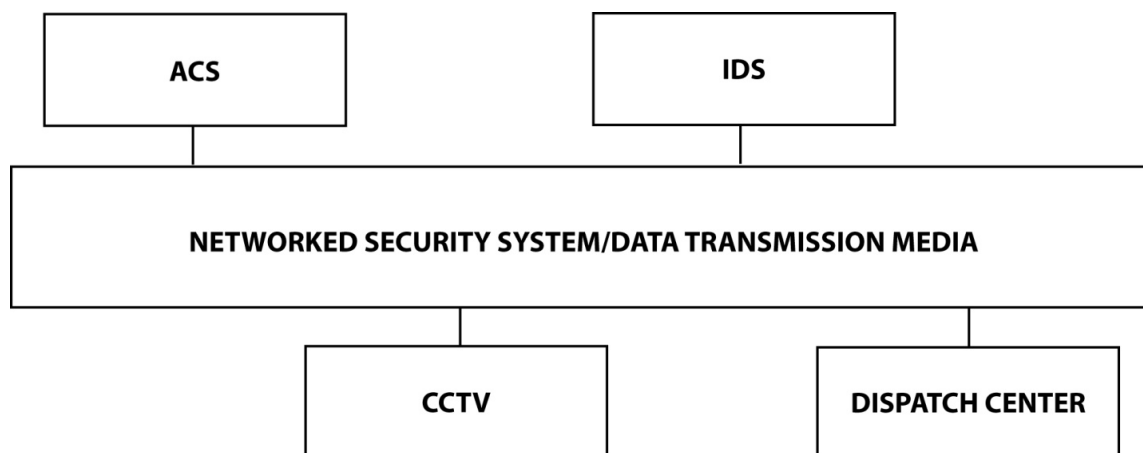 ACS
IDS
NETWORKED SECURITY SYSTEM/DATA TRANSMISSION MEDIA
CCTV
DISPATCH CENTER